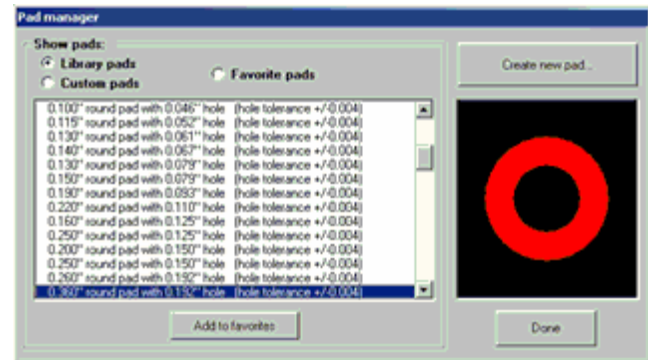 Pad manager
Show pads:
Library pads
Custom pads
Favorite pads
Create new pad...
0.100" round pad with 0.046" hole (hole tolerance +/-0.004)
0.115" round pad with 0.052" hole (hole tolerance +/-0.004)
0.130" round pad with 0.061" hole (hole tolerance +/-0.004)
0.140" round pad with 0.067" hole (hole tolerance +/-0.004)
0.130" round pad with 0.079" hole (hole tolerance +/-0.004)
0.150" round pad with 0.079" hole (hole tolerance +/-0.004)
0.190" round pad with 0.093" hole (hole tolerance +/-0.004)
0.220" round pad with 0.110" hole (hole tolerance +/-0.004)
0.160" round pad with 0.125" hole (hole tolerance +/-0.004)
0.250" round pad with 0.125" hole (hole tolerance +/-0.004)
0.200" round pad with 0.150" hole (hole tolerance +/-0.004)
0.250" round pad with 0.150" hole (hole tolerance +/-0.004)
0.260" round pad with 0.192" hole (hole tolerance +/-0.004)
0.360" round pad with 0.192" hole (hole tolerance +/-0.004)
Add to favorites
Done